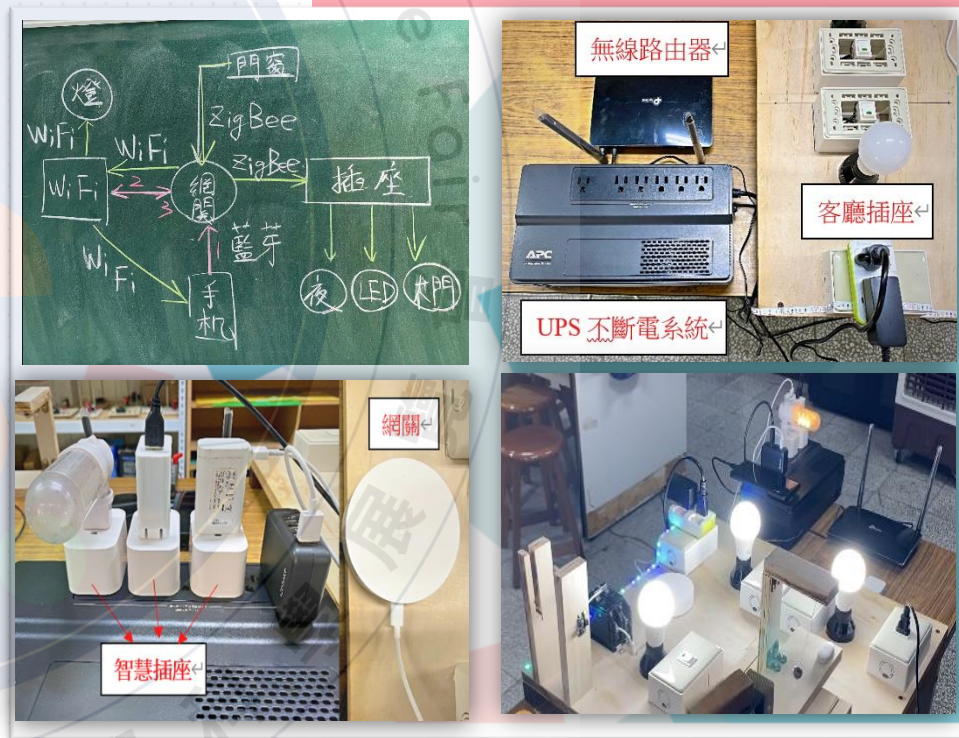 門窗
燈
ZigBee
WiFi
WiFi
ZigBee
WiFi
2
3
網關
插座
1
藍芽
WiFi
手机
夜
LED
水門
無線路由器
客廳插座
APC
UPS 不斷電系統
網關
智慧插座